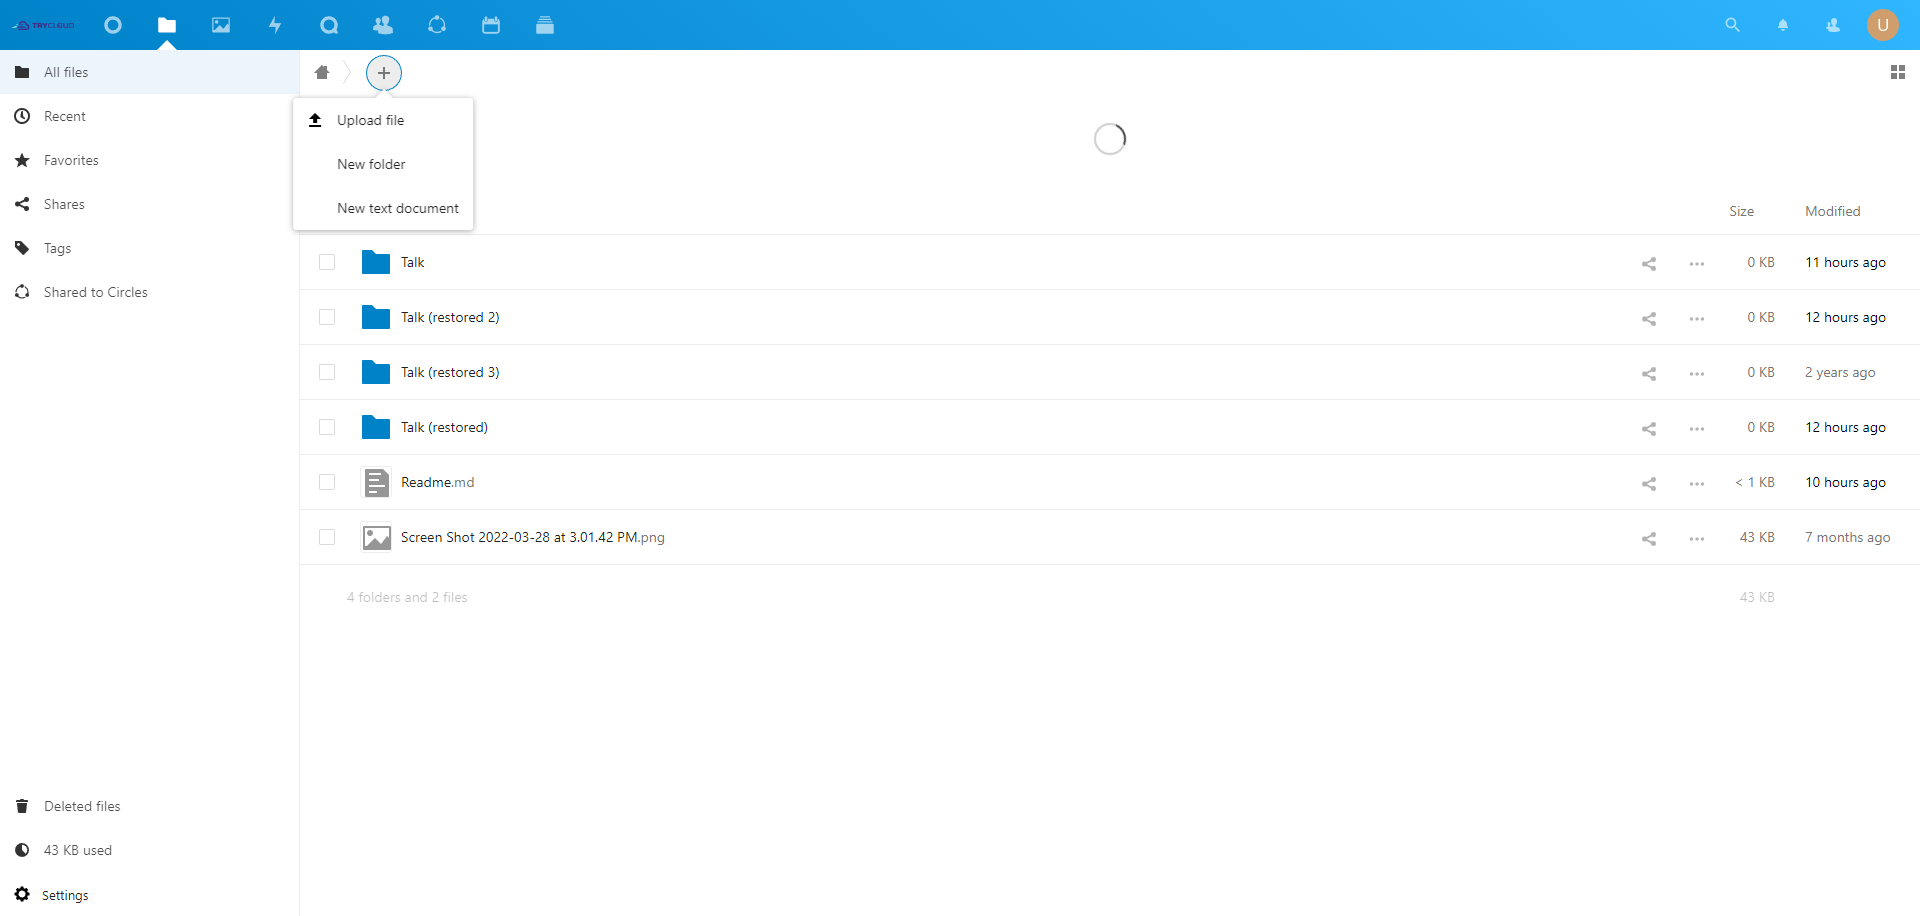 TRYCLOUD
U
All files
Recent
Favorites
Shares
Tags
Shared to Circles
Upload file
New folder
New text document
Size Modified
Talk 0 KB 11 hours ago
Talk (restored 2) 0 KB 12 hours ago
Talk (restored 3) 0 KB 2 years ago
Talk (restored) 0 KB 12 hours ago
Readme.md < 1 KB 10 hours ago
Screen Shot 2022-03-28 at 3.01.42 PM.png 43 KB 7 months ago
4 folders and 2 files 43 KB
Deleted files
43 KB used
Settings